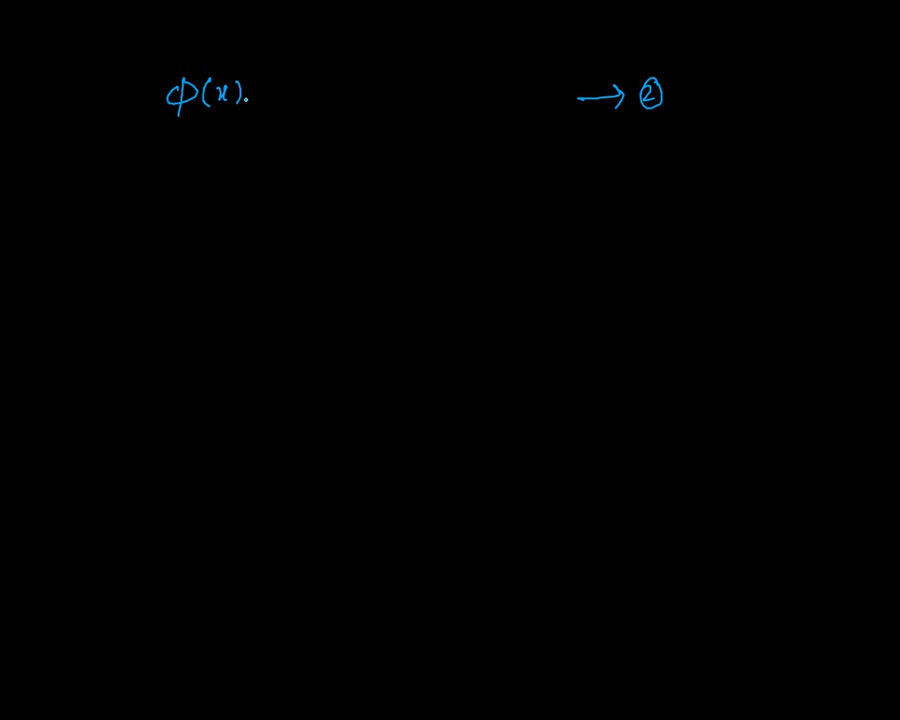 ϕ(x). → ②